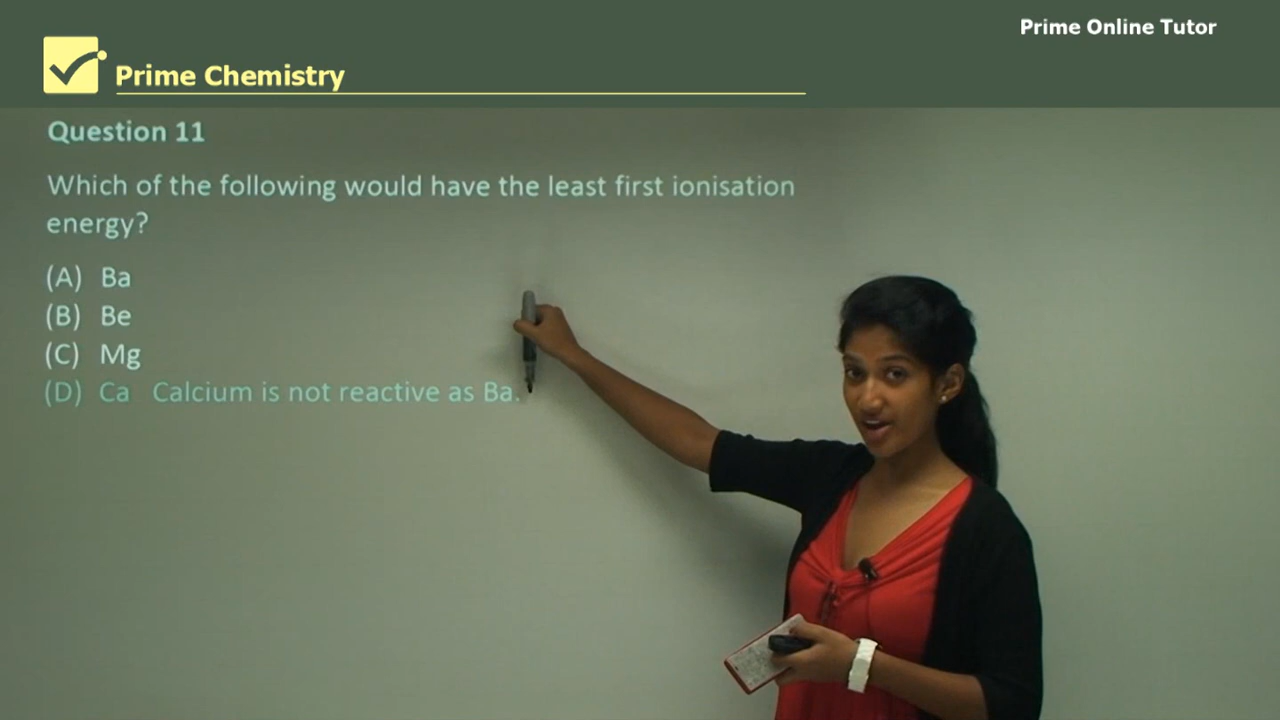 Prime Online Tutor
Prime Chemistry
Question 11
Which of the following would have the least first ionisation
energy?
(A) Ba
(B) Be
(C) Mg
(D) Ca Calcium is not reactive as Ba.